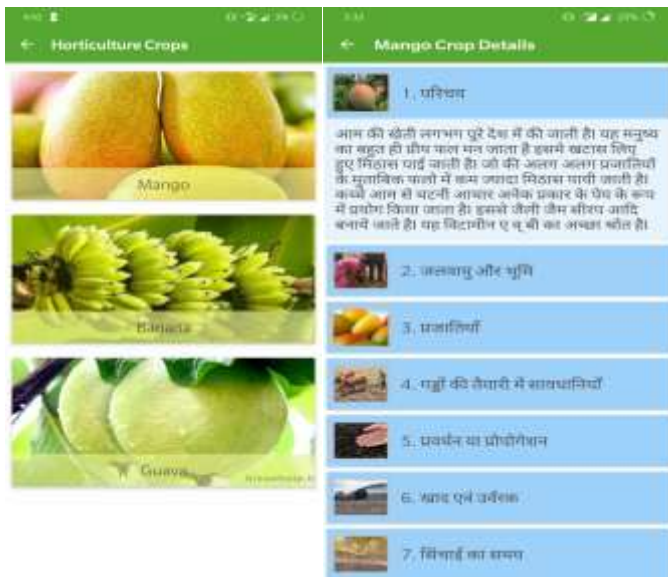 Horticulture Crops
Mango
Banana
Guava
Mango Crop Details
1. परिचय
आम की खेती लगभग पूरे देश में की जाती है। यह मनुष्य
का बहुत ही प्रीय फल मन जाता है इसमे खटास लिए
हुए मिठास पाई जाती है। जो की अलग अलग प्रजातियों
के मुताबिक फलो में कम ज्यादा मिठास पायी जाती है।
कच्चे आम से चटनी आचार अनेक प्रकार के पेय के रूप
में प्रयोग किया जाता है। इससे जैली जैम सीरप आदि
बनाये जाते है। यह विटामीन ए व् बी का अच्छा श्रोत है।
2. जलवायु और भूमि
3. प्रजातियाँ
4. गड्ढों की तैयारी में सावधानियाँ
5. प्रवर्धन या प्रोपोगेशन
6. खाद एवं उर्वरक
7. सिंचाई का समय